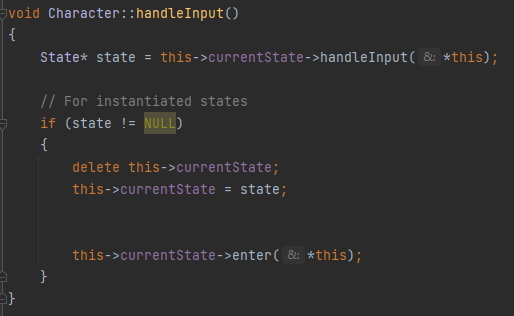 void Character::handleInput()
{
    State* state = this->currentState->handleInput( &: *this);

    // For instantiated states
    if (state != NULL)
    {
        delete this->currentState;
        this->currentState = state;


        this->currentState->enter( &: *this);
    }
}